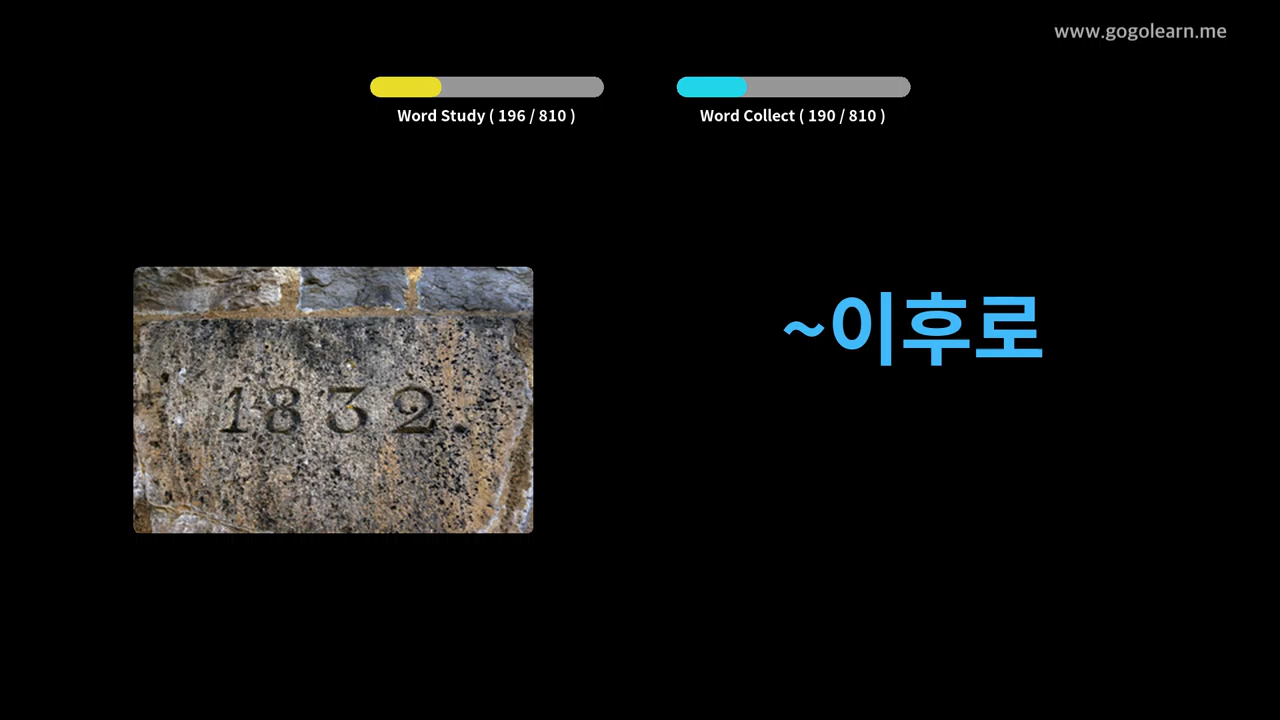 www.gogolearn.me
Word Study ( 196 / 810 )
Word Collect ( 190 / 810 )
~이후로
1832.